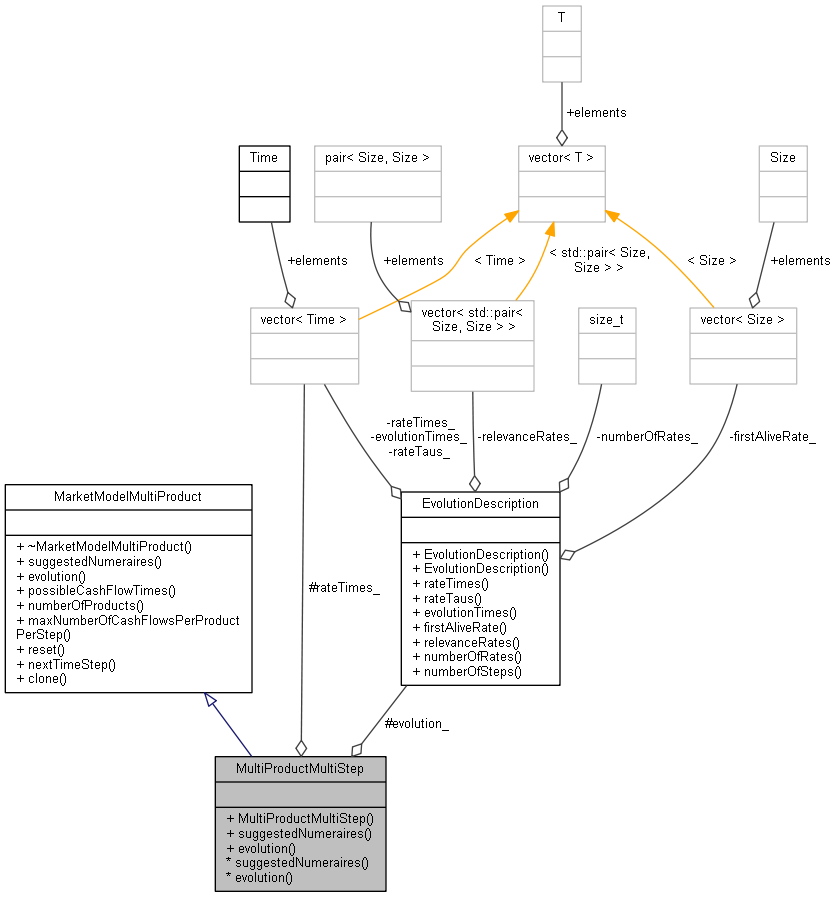 T
+elements
Time
pair< Size, Size >
vector< T >
Size
+elements
+elements
< Time >
< std::pair< Size,
Size > >
< Size >
+elements
vector< Time >
vector< std::pair<
Size, Size > >
size_t
vector< Size >
-rateTimes_
-evolutionTimes_
-rateTaus_
-relevanceRates_
-numberOfRates_
-firstAliveRate_
MarketModelMultiProduct
+ ~MarketModelMultiProduct()
+ suggestedNumeraires()
+ evolution()
+ possibleCashFlowTimes()
+ numberOfProducts()
+ maxNumberOfCashFlowsPerProduct
PerStep()
+ reset()
+ nextTimeStep()
+ clone()
#rateTimes_
EvolutionDescription
+ EvolutionDescription()
+ EvolutionDescription()
+ rateTimes()
+ rateTaus()
+ evolutionTimes()
+ firstAliveRate()
+ relevanceRates()
+ numberOfRates()
+ numberOfSteps()
#evolution_
MultiProductMultiStep
+ MultiProductMultiStep()
+ suggestedNumeraires()
+ evolution()
* suggestedNumeraires()
* evolution()